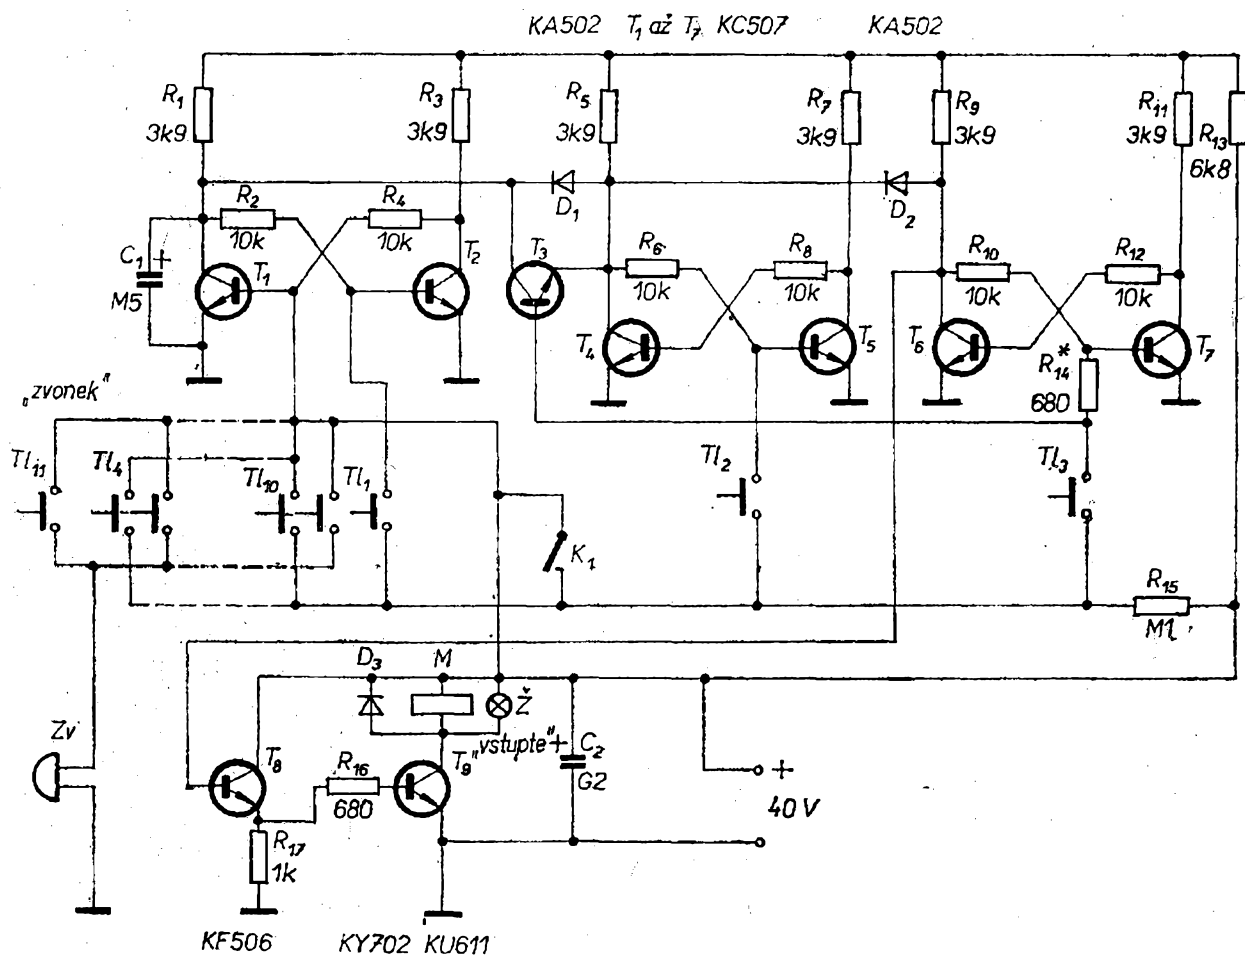 KA502 T1 až T7 KC507 KA502
R1 3k9
R3 3k9
R5 3k9
R7 3k9
R9 3k9
R11 3k9
R13 6k8
R2 10k
R4 10k
D1
D2
C1 + M5
T1
T2
T3
R6 10k
R8 10k
R10 10k
R12 10k
T4
T5
T6
T7
R14* 680
„zvonek"
Tl11
Tl4
Tl10
Tl1
Tl2
Tl3
K1
R15 M1
D3
M
Ž
"vstupte"
+ C2 G2
Zv
T8
R16 680
T9
+
40V
R17 1k
KF506 KY702 KU611